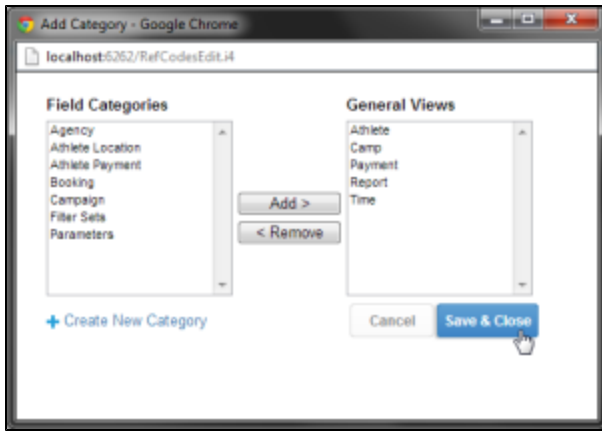 Add Category - Google Chrome
localhost:6262/RefCodesEdit.i4
Field Categories
Agency
Athlete Location
Athlete Payment
Booking
Campaign
Filter Sets
Parameters
Add >
< Remove
General Views
Athlete
Camp
Payment
Report
Time
+ Create New Category
Cancel
Save & Close